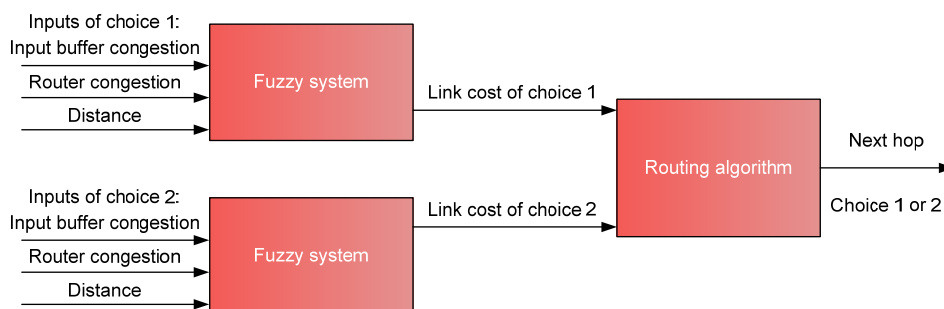 Inputs of choice 1:
Input buffer congestion
Router congestion
Distance
Fuzzy system
Link cost of choice 1
Inputs of choice 2:
Input buffer congestion
Router congestion
Distance
Fuzzy system
Link cost of choice 2
Routing algorithm
Next hop
Choice 1 or 2